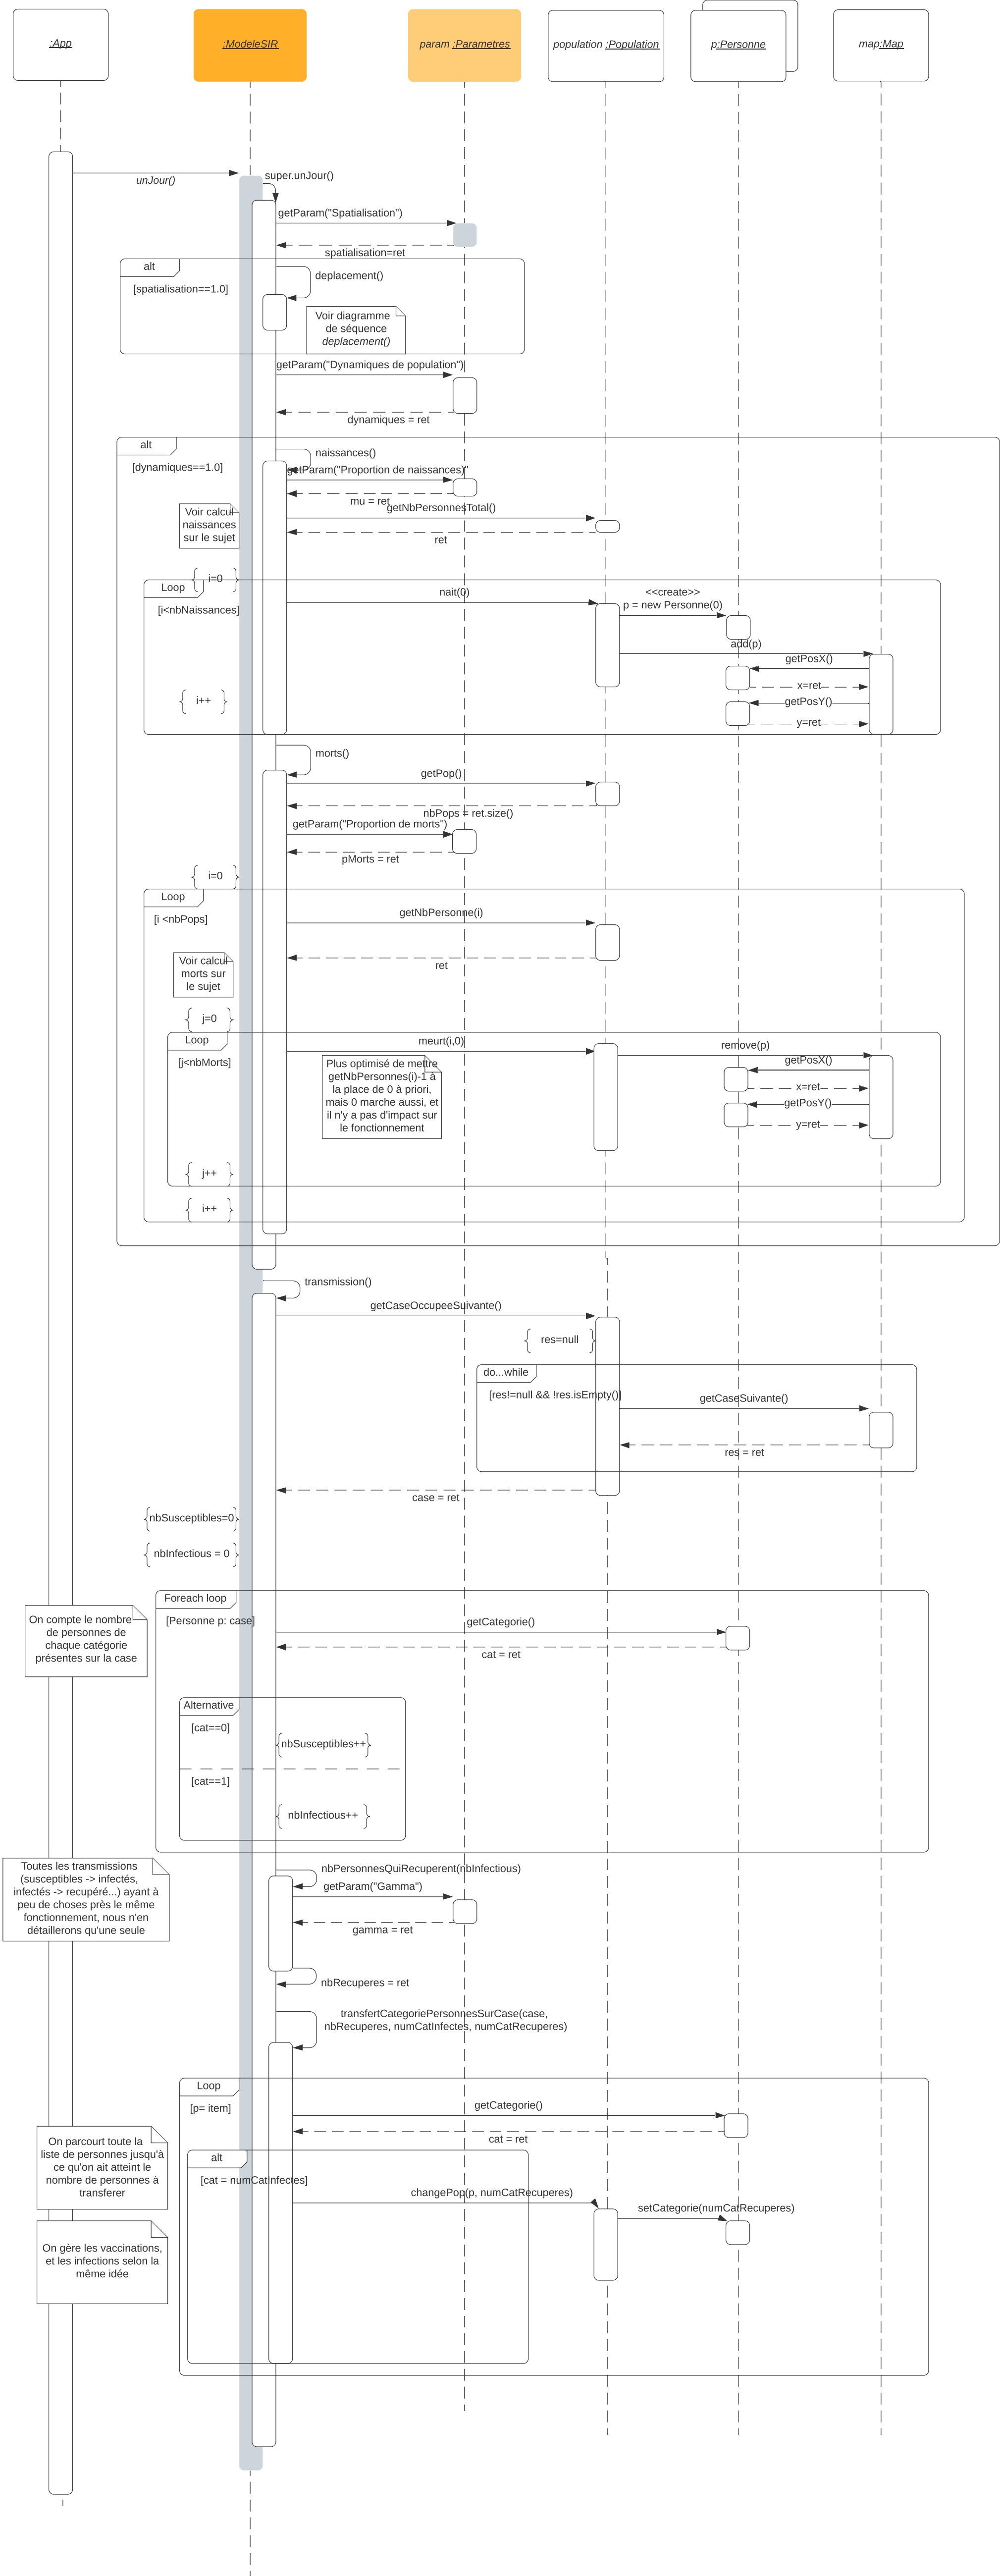 :App
:ModeleSIR
param :Parametres
population :Population
p:Personne
map:Map
unJour()
super.unJour()
getParam("Spatialisation")
spatialisation=ret
alt
[spatialisation==1.0]
deplacement()
Voir diagramme
de séquence
deplacement()
getParam("Dynamiques de population")
dynamiques = ret
alt
[dynamiques==1.0]
naissances()
getParam("Proportion de naissances)"
mu = ret
getNbPersonnesTotal()
ret
Voir calcul
naissances
sur le sujet
i=0
Loop
[i<nbNaissances]
nait(0)
<<create>>
p = new Personne(0)
add(p)
getPosX()
x=ret
getPosY()
y=ret
i++
morts()
getPop()
nbPops = ret.size()
getParam("Proportion de morts")
pMorts = ret
i=0
Loop
[i <nbPops]
getNbPersonne(i)
ret
Voir calcul
morts sur
le sujet
j=0
Loop
[j<nbMorts]
meurt(i,0)
remove(p)
getPosX()
x=ret
getPosY()
y=ret
Plus optimisé de mettre
getNbPersonnes(i)-1 à
la place de 0 à priori,
mais 0 marche aussi, et
il n'y a pas d'impact sur
le fonctionnement
j++
i++
transmission()
getCaseOccupeeSuivante()
res=null
do...while
[res!=null && !res.isEmpty()]
getCaseSuivante()
res = ret
case = ret
nbSusceptibles=0
nbInfectious = 0
Foreach loop
[Personne p: case]
On compte le nombre
de personnes de
chaque catégorie
présentes sur la case
getCategorie()
cat = ret
Alternative
[cat==0]
nbSusceptibles++
[cat==1]
nbInfectious++
Toutes les transmissions
(susceptibles -> infectés,
infectés -> recupéré...) ayant à
peu de choses près le même
fonctionnement, nous n'en
détaillerons qu'une seule
nbPersonnesQuiRecuperent(nbInfectious)
getParam("Gamma")
gamma = ret
nbRecuperes = ret
transfertCategoriePersonnesSurCase(case,
nbRecuperes, numCatInfectes, numCatRecuperes)
Loop
[p= item]
getCategorie()
cat = ret
On parcourt toute la
liste de personnes jusqu'à
ce qu'on ait atteint le
nombre de personnes à
transferer
alt
[cat = numCatInfectes]
changePop(p, numCatRecuperes)
setCategorie(numCatRecuperes)
On gère les vaccinations,
et les infections selon la
même idée